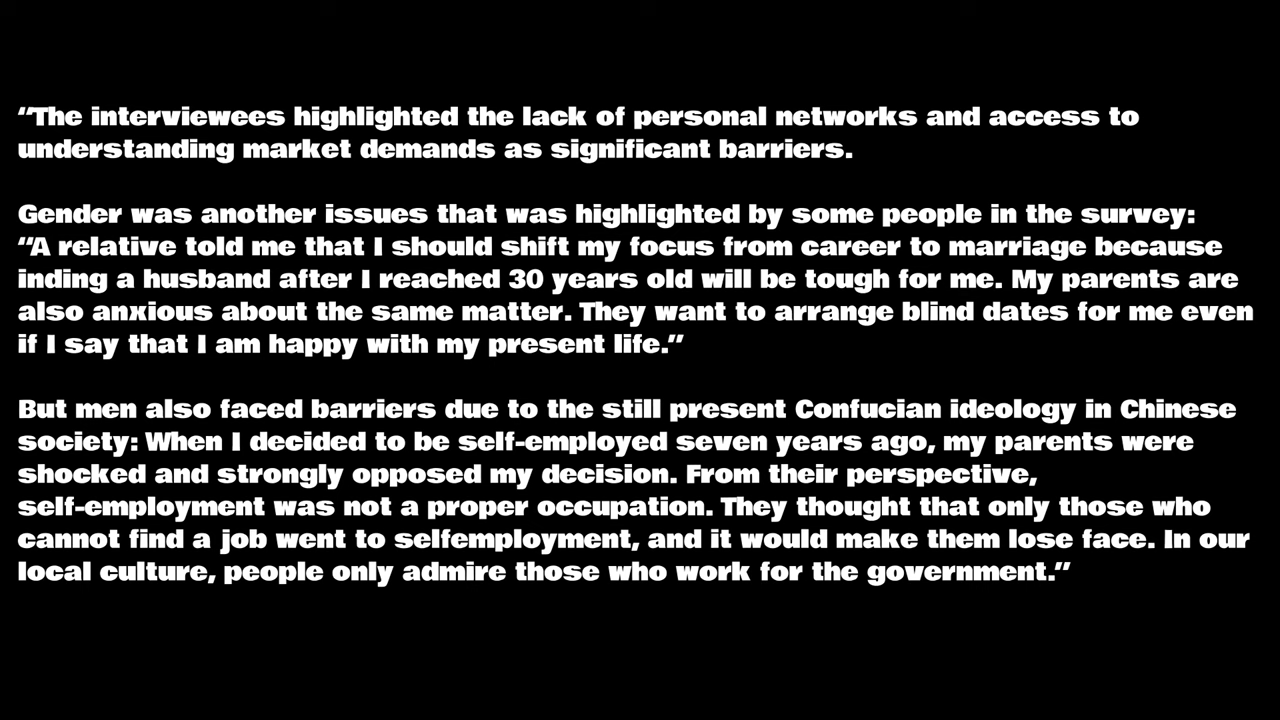 “The interviewees highlighted the lack of personal networks and access to
understanding market demands as significant barriers.
Gender was another issues that was highlighted by some people in the survey:
“A relative told me that I should shift my focus from career to marriage because
inding a husband after I reached 30 years old will be tough for me. My parents are
also anxious about the same matter. They want to arrange blind dates for me even
if I say that I am happy with my present life.”
But men also faced barriers due to the still present Confucian ideology in Chinese
society: When I decided to be self-employed seven years ago, my parents were
shocked and strongly opposed my decision. From their perspective,
self-employment was not a proper occupation. They thought that only those who
cannot find a job went to selfemployment, and it would make them lose face. In our
local culture, people only admire those who work for the government.”